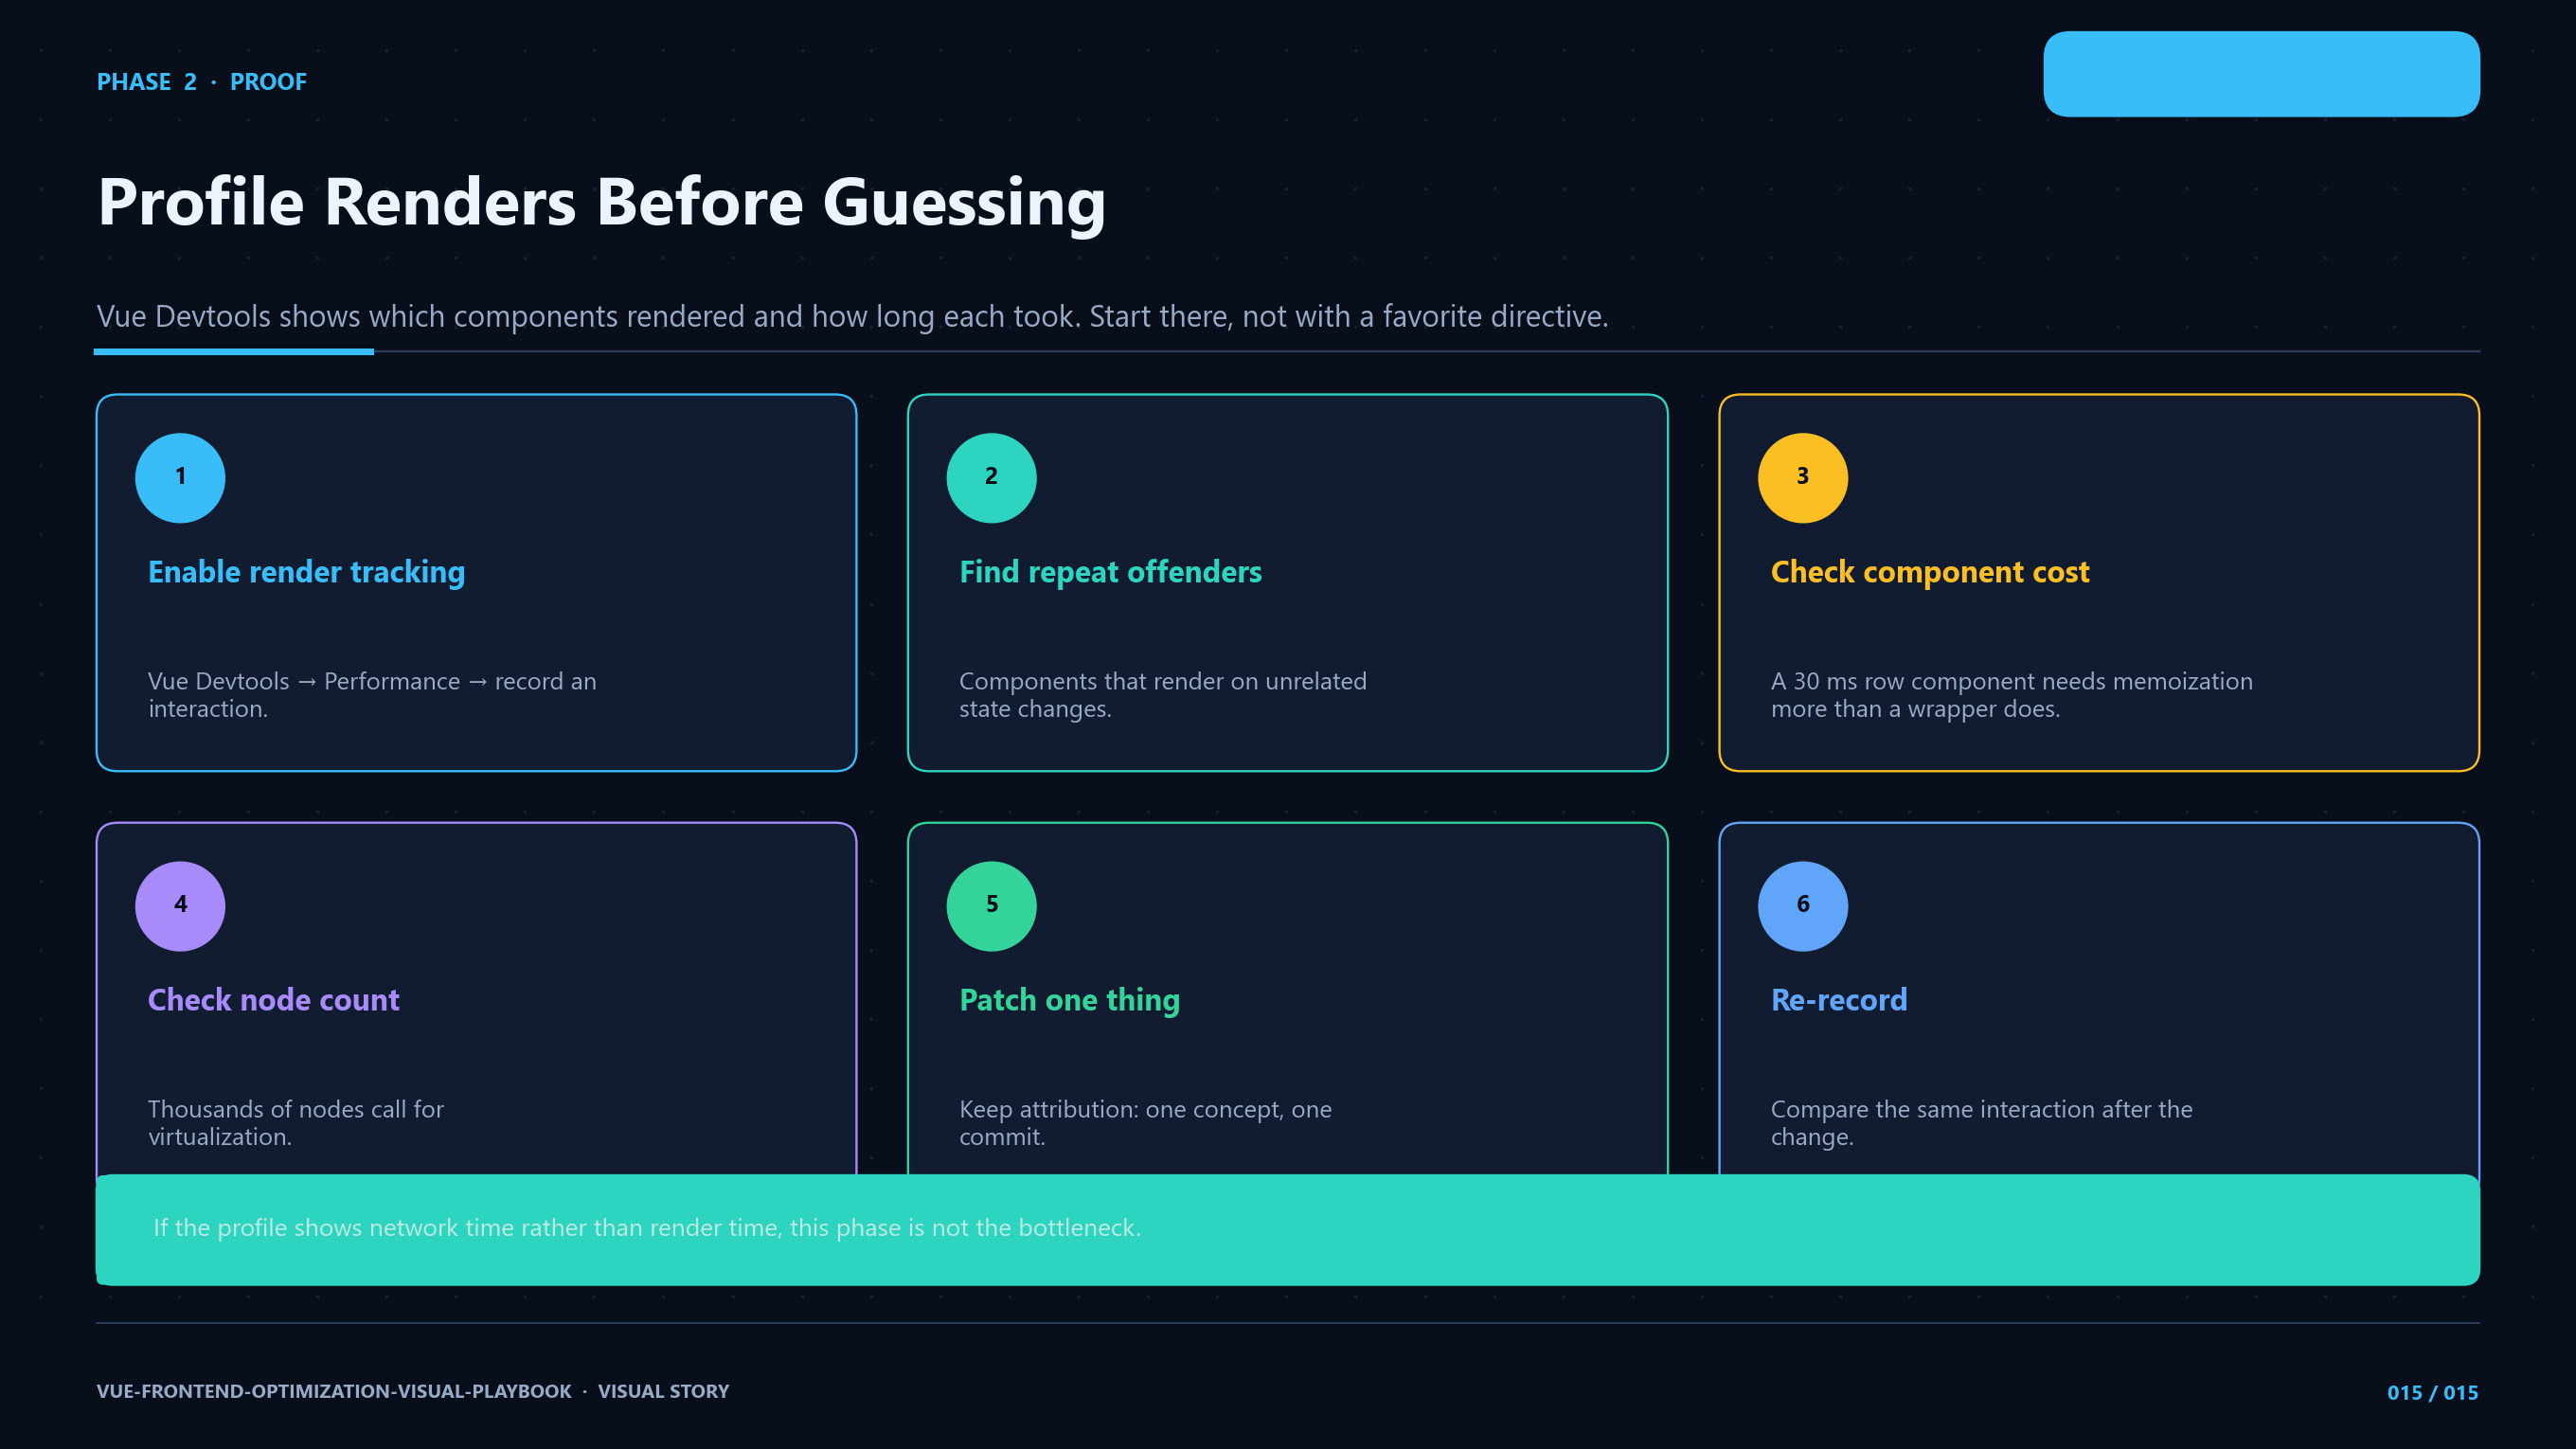 PHASE 2 · PROOF
Profile Renders Before Guessing
Vue Devtools shows which components rendered and how long each took. Start there, not with a favorite directive.
1
Enable render tracking
Vue Devtools → Performance → record an
interaction.
2
Find repeat offenders
Components that render on unrelated
state changes.
3
Check component cost
A 30 ms row component needs memoization
more than a wrapper does.
4
Check node count
Thousands of nodes call for
virtualization.
5
Patch one thing
Keep attribution: one concept, one
commit.
6
Re-record
Compare the same interaction after the
change.
If the profile shows network time rather than render time, this phase is not the bottleneck.
VUE-FRONTEND-OPTIMIZATION-VISUAL-PLAYBOOK · VISUAL STORY
015 / 015